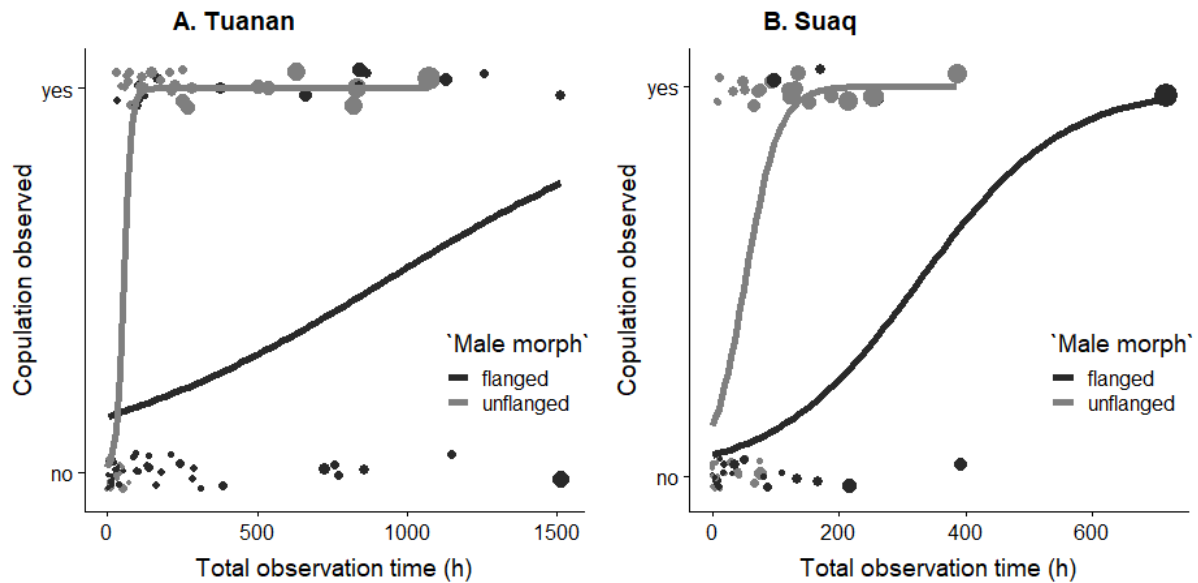 A. Tuanan
yes
no
Copulation observed
0
500
1000
1500
Total observation time (h)
`Male morph`
flanged
unflanged
B. Suaq
yes
no
Copulation observed
0
200
400
600
Total observation time (h)
`Male morph`
flanged
unflanged